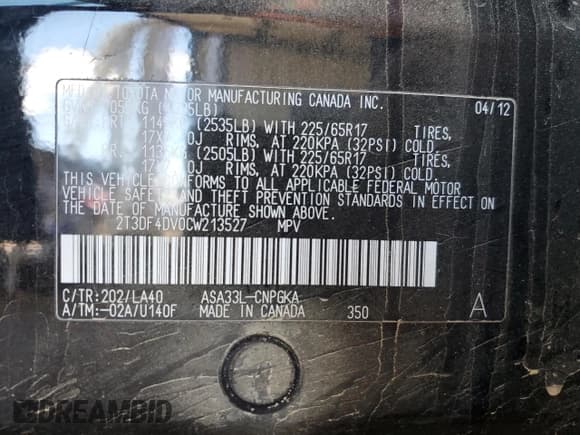 TOYOTA MOTOR MANUFACTURING CANADA INC.
04/12
(2535LB) WITH 225/65R17 TIRES,
RIMS, AT 220KPA (32PSI) COLD.
(2505LB) WITH 225/65R17 TIRES,
RIMS, AT 220KPA (32PSI) COLD.
THIS VEHICLE CONFORMS TO ALL APPLICABLE FEDERAL MOTOR
VEHICLE SAFETY AND THEFT PREVENTION STANDARDS IN EFFECT ON
THE DATE OF MANUFACTURE SHOWN ABOVE.
2T3DF4DV0CW213527 MPV
C/TR:202/LA40 ASA33L-CNPGKA
A/TM:-02A/U140F MADE IN CANADA 350 A
DREAMBID